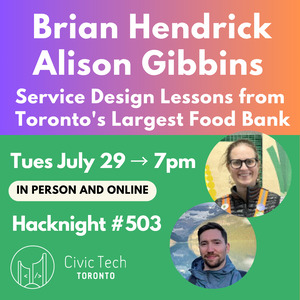 Brian Hendrick
Alison Gibbins
Service Design Lessons from
Toronto's Largest Food Bank
Tues July 29 → 7pm
IN PERSON AND ONLINE
Hacknight #503
Civic Tech
TORONTO